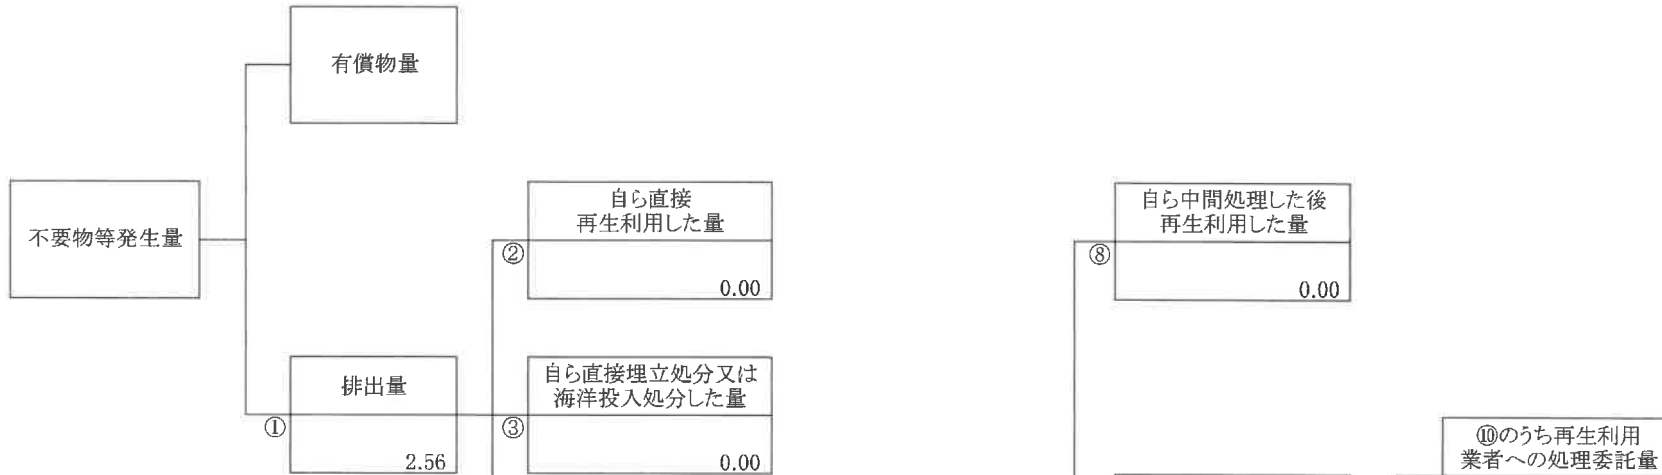 有償物量
不要物等発生量
自ら直接
再生利用した量
②
0.00
自ら中間処理した後
再生利用した量
⑧
0.00
排出量
①
2.56
自ら直接埋立処分又は
海洋投入処分した量
③
0.00
⑩のうち再生利用
業者への処理委託量